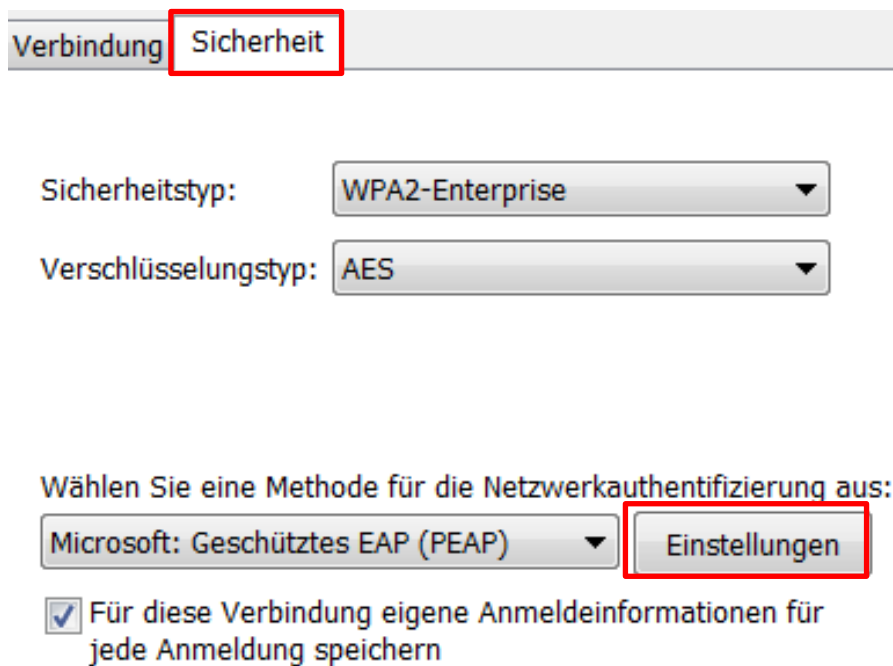 Verbindung Sicherheit
Sicherheitstyp: WPA2-Enterprise
Verschlüsselungstyp: AES
Wählen Sie eine Methode für die Netzwerkauthentifizierung aus:
Microsoft: Geschütztes EAP (PEAP) Einstellungen
Für diese Verbindung eigene Anmeldeinformationen für
jede Anmeldung speichern